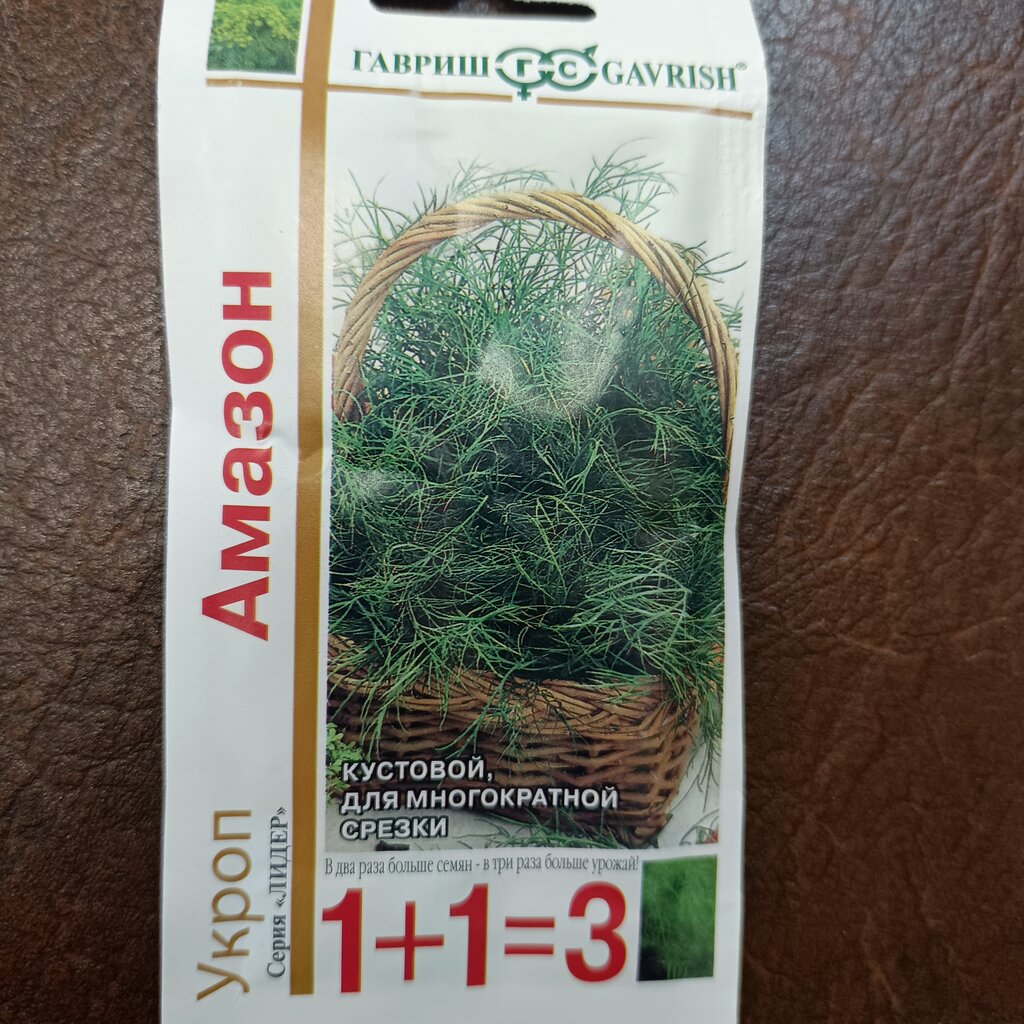 ГАВРИШ ГС GAVRISH®
Амазон
Укроп
Серия «ЛИДЕР»
КУСТОВОЙ,
ДЛЯ МНОГОКРАТНОЙ
СРЕЗКИ
В два раза больше семян - в три раза больше урожай!
1+1=3